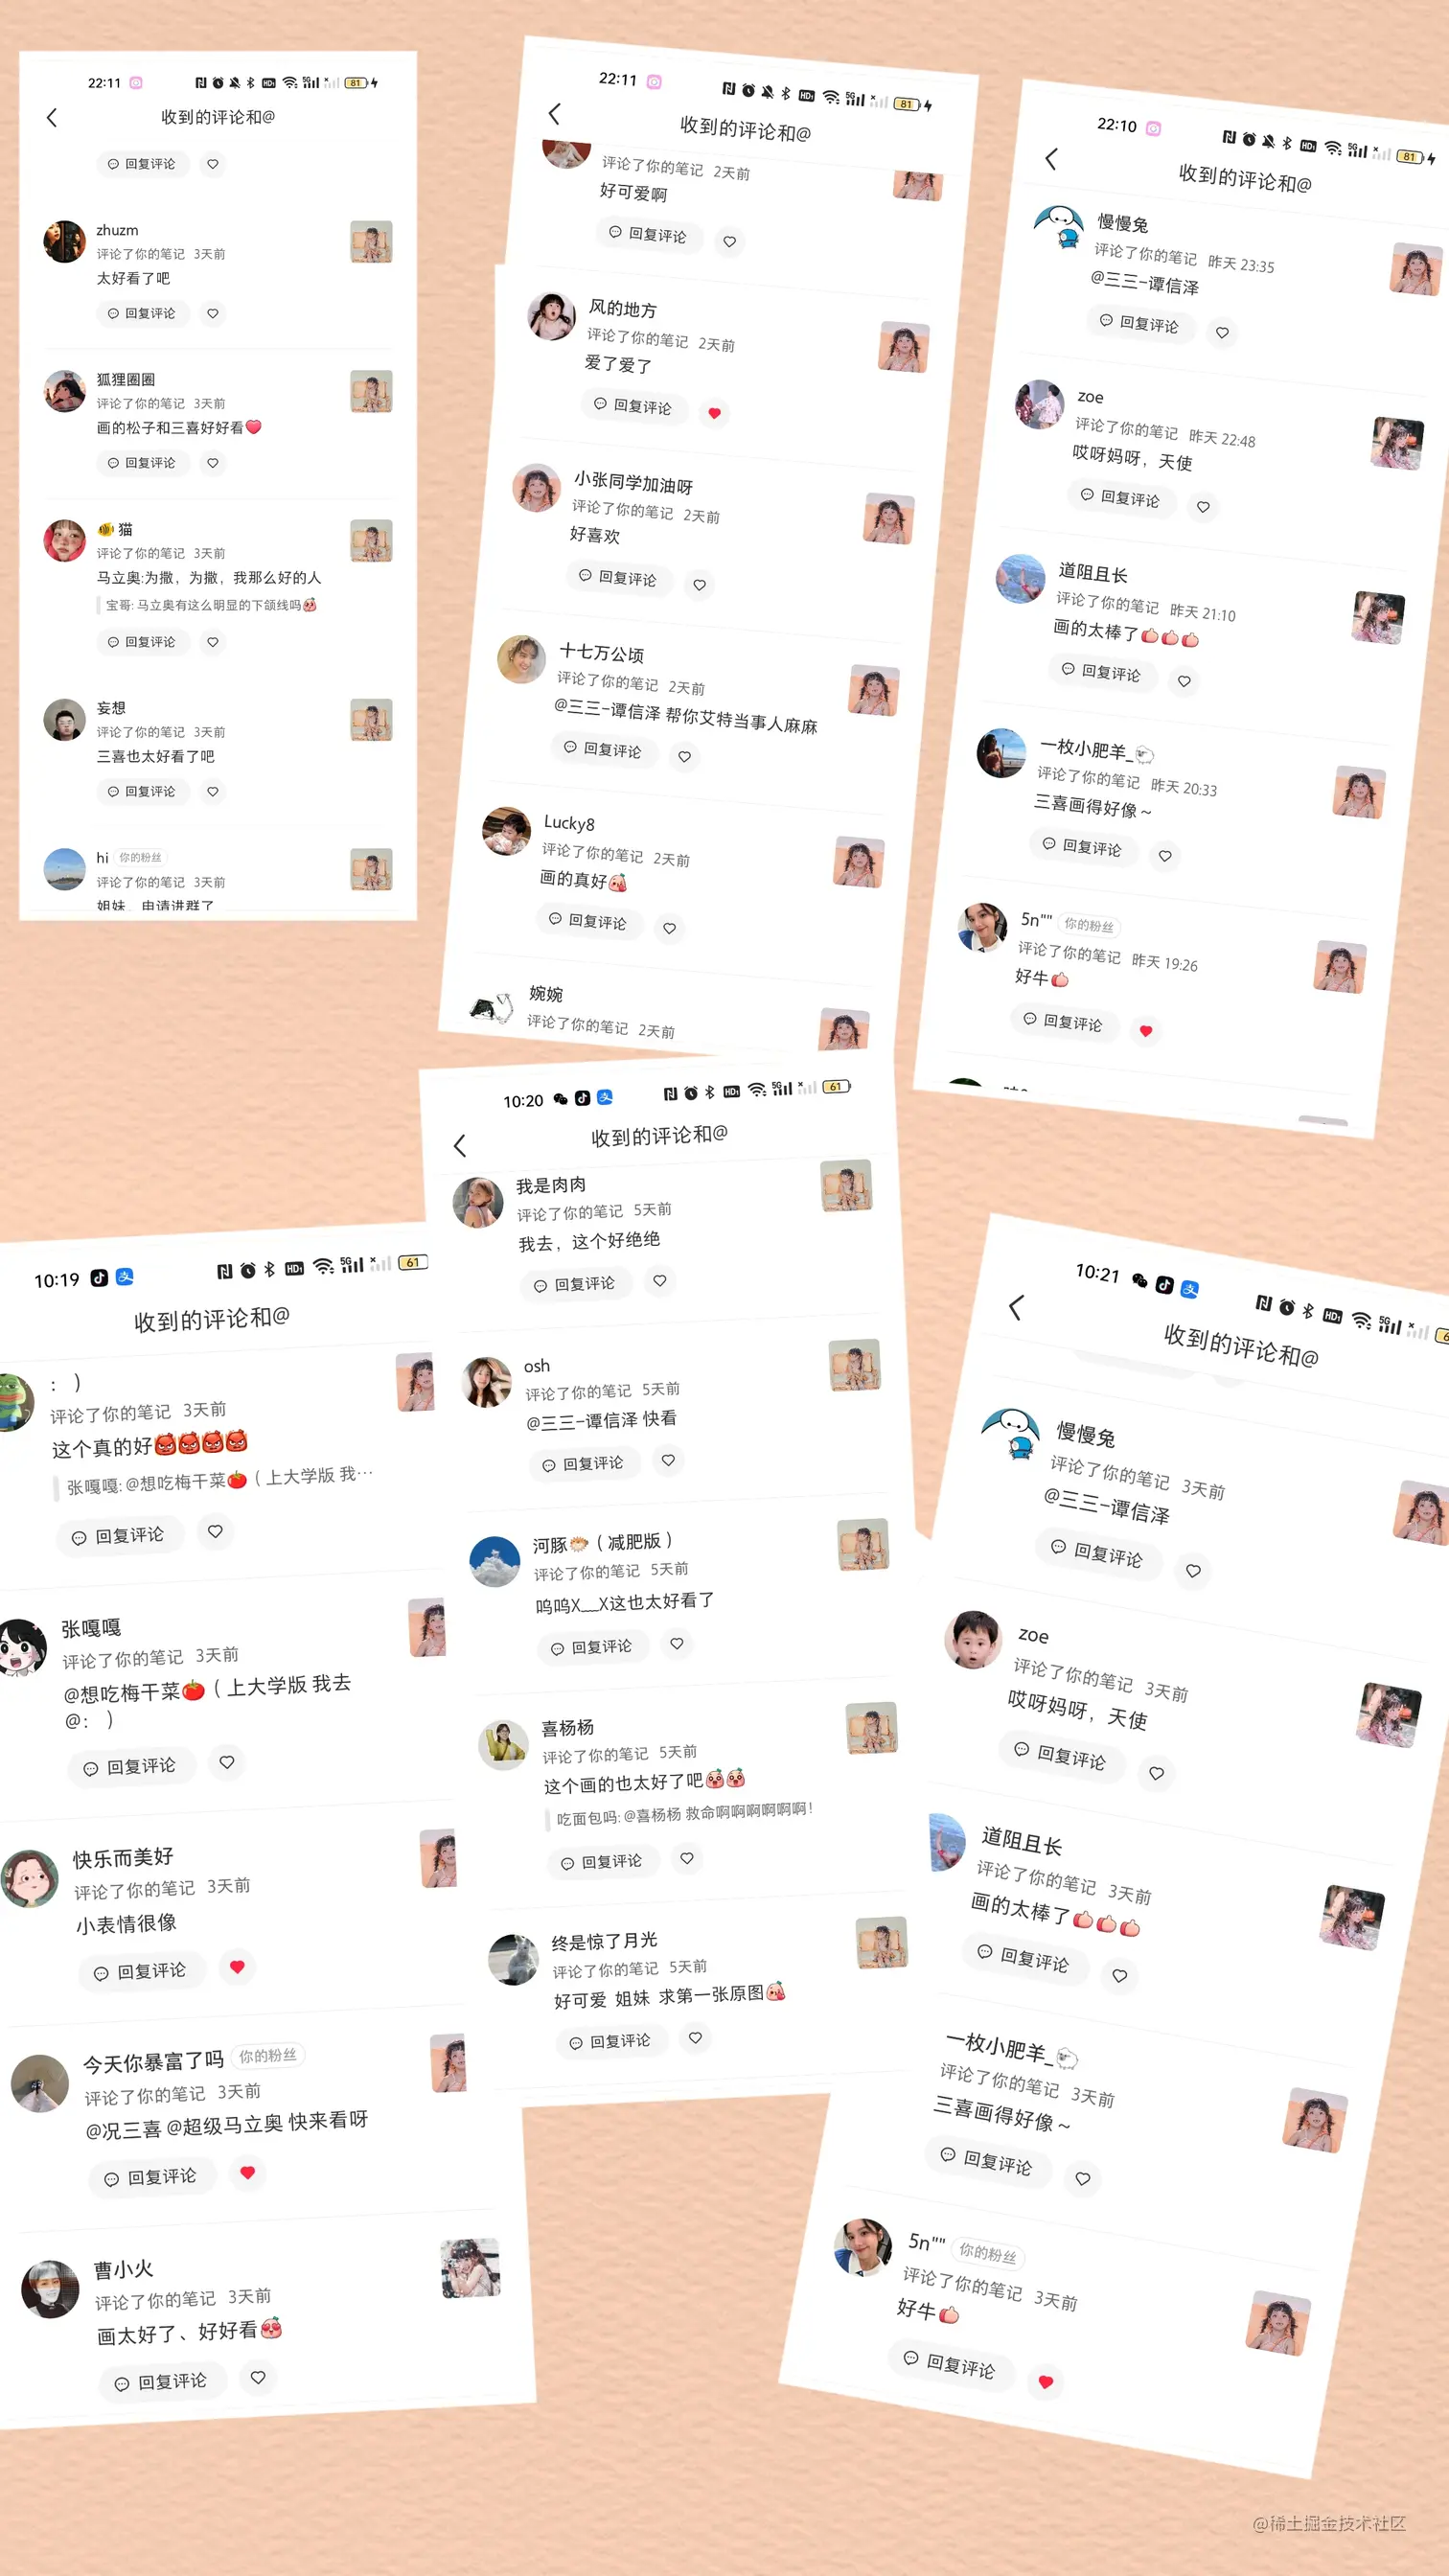 22:11
收到的评论和@
回复评论
zhuzm
评论了你的笔记 3天前
太好看了吧
回复评论
狐狸圈圈
评论了你的笔记 3天前
画的松子和三喜好好看
回复评论
猫
评论了你的笔记 3天前
马立奥:为撒，为撒，我那么好的人
宝哥: 马立奥有这么明显的下颌线吗
回复评论
妄想
评论了你的笔记 3天前
三喜也太好看了吧
回复评论
hi 你的粉丝
评论了你的笔记 3天前
姐妹，申请进群了
22:11
收到的评论和@
评论了你的笔记 2天前
好可爱啊
回复评论
风的地方
评论了你的笔记 2天前
爱了爱了
回复评论
小张同学加油呀
评论了你的笔记 2天前
好喜欢
回复评论
十七万公顷
评论了你的笔记 2天前
@三三-谭信泽 帮你艾特当事人麻麻
回复评论
Lucky8
评论了你的笔记 2天前
画的真好
回复评论
婉婉
评论了你的笔记 2天前
22:10
收到的评论和@
慢慢兔
评论了你的笔记 昨天 23:35
@三三-谭信泽
回复评论
zoe
评论了你的笔记 昨天 22:48
哎呀妈呀，天使
回复评论
道阻且长
评论了你的笔记 昨天 21:10
画的太棒了
回复评论
一枚小肥羊_
评论了你的笔记 昨天 20:33
三喜画得好像～
回复评论
5n"" 你的粉丝
评论了你的笔记 昨天 19:26
好牛
回复评论
10:19
收到的评论和@
： ）
评论了你的笔记 3天前
这个真的好
张嘎嘎: @想吃梅干菜（上大学版 我…
回复评论
张嘎嘎
评论了你的笔记 3天前
@想吃梅干菜（上大学版 我去
@： ）
回复评论
快乐而美好
评论了你的笔记 3天前
小表情很像
回复评论
今天你暴富了吗 你的粉丝
评论了你的笔记 3天前
@况三喜 @超级马立奥 快来看呀
回复评论
曹小火
评论了你的笔记 3天前
画太好了、好好看
回复评论
10:20
收到的评论和@
我是肉肉
评论了你的笔记 5天前
我去，这个好绝绝
回复评论
osh
评论了你的笔记 5天前
@三三-谭信泽 快看
回复评论
河豚（减肥版）
评论了你的笔记 5天前
呜呜X﹏X这也太好看了
回复评论
喜杨杨
评论了你的笔记 5天前
这个画的也太好了吧
吃面包吗: @喜杨杨 救命啊啊啊啊啊啊！
回复评论
终是惊了月光
评论了你的笔记 5天前
好可爱 姐妹 求第一张原图
回复评论
10:21
收到的评论和@
慢慢兔
评论了你的笔记 3天前
@三三-谭信泽
回复评论
zoe
评论了你的笔记 3天前
哎呀妈呀，天使
回复评论
道阻且长
评论了你的笔记 3天前
画的太棒了
回复评论
一枚小肥羊_
评论了你的笔记 3天前
三喜画得好像～
回复评论
5n"" 你的粉丝
评论了你的笔记 3天前
好牛
回复评论
@稀土掘金技术社区